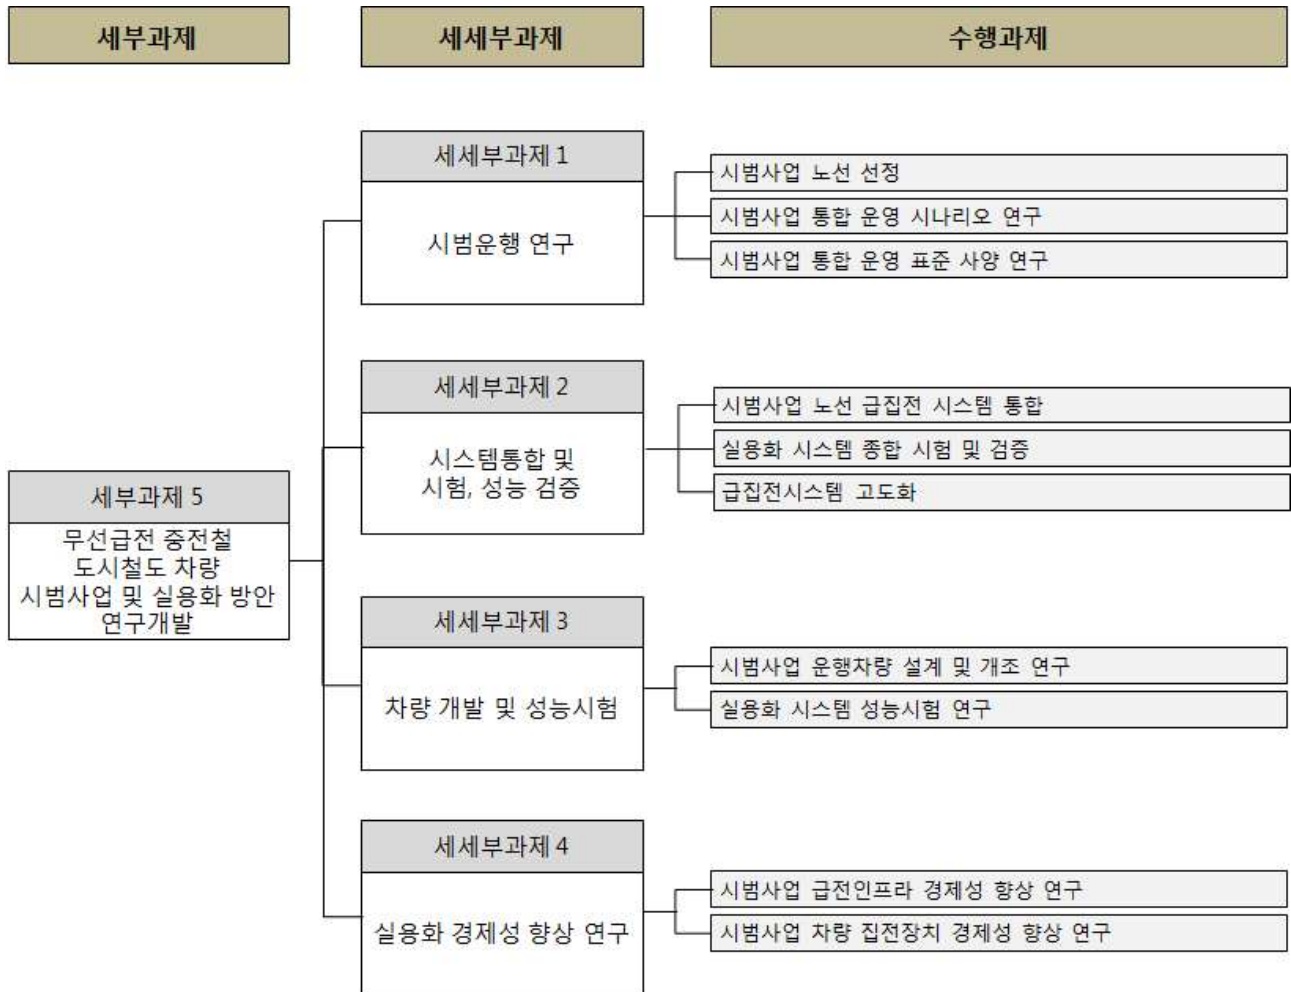 세부과제
세세부과제
수행과제
세부과제 5
무선급전 중전철
도시철도 차량
시범사업 및 실용화 방안
연구개발
세세부과제 1
시범운행 연구
시범사업 노선 선정
시범사업 통합 운영 시나리오 연구
시범사업 통합 운영 표준 사양 연구
세세부과제 2
시스템통합 및
시험, 성능 검증
시범사업 노선 급집전 시스템 통합
실용화 시스템 종합 시험 및 검증
급집전시스템 고도화
세세부과제 3
차량 개발 및 성능시험
시범사업 운행차량 설계 및 개조 연구
실용화 시스템 성능시험 연구
세세부과제 4
실용화 경제성 향상 연구
시범사업 급전인프라 경제성 향상 연구
시범사업 차량 집전장치 경제성 향상 연구